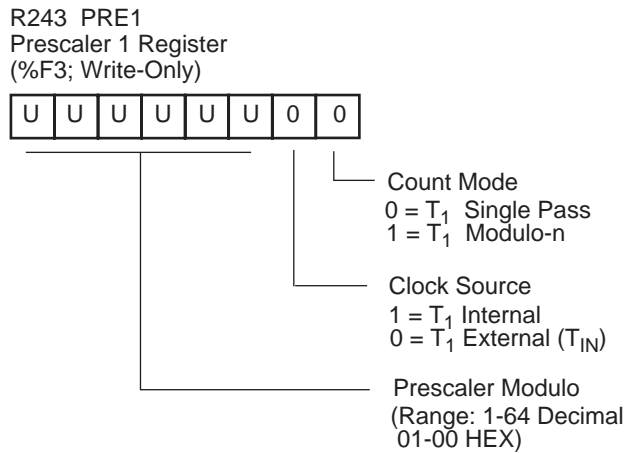 R243 PRE1
Prescaler 1 Register
(%F3; Write-Only)
U U U U U U 0 0
Count Mode
0 = T1 Single Pass
1 = T1 Modulo-n
Clock Source
1 = T1 Internal
0 = T1 External (TIN)
Prescaler Modulo
(Range: 1-64 Decimal
01-00 HEX)